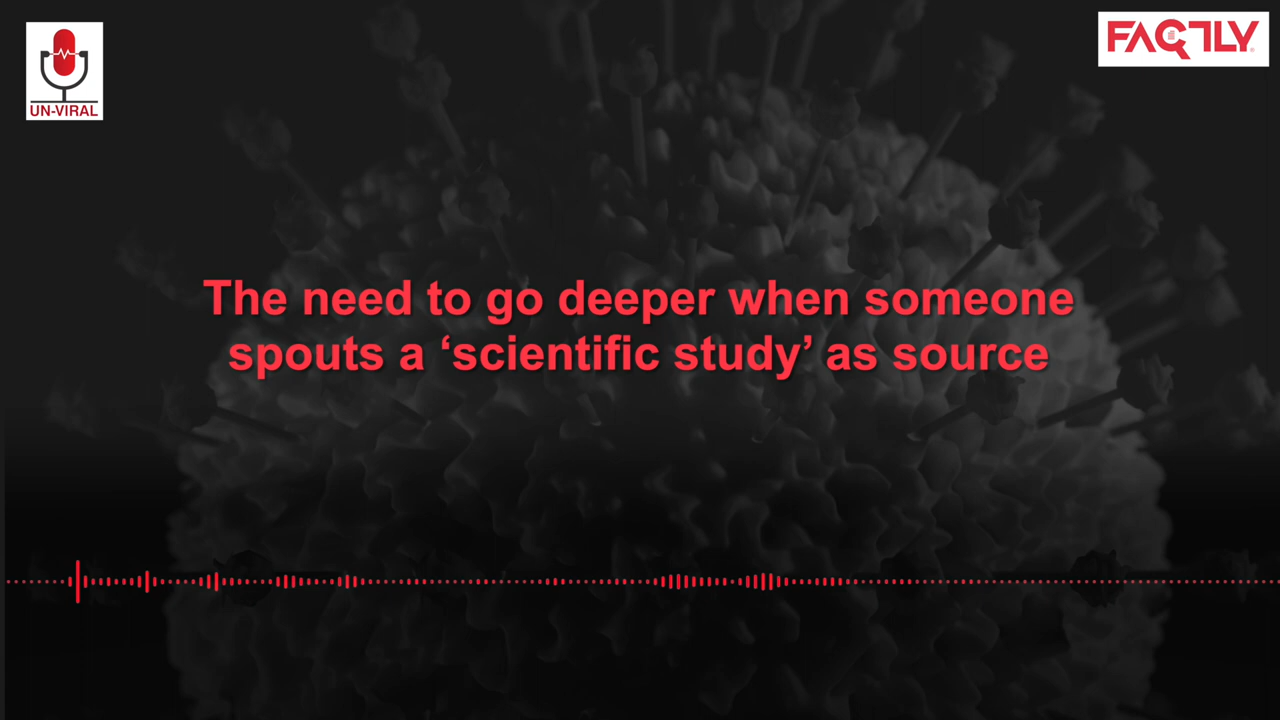 UN-VIRAL
FACTLY
The need to go deeper when someone
spouts a ‘scientific study’ as source